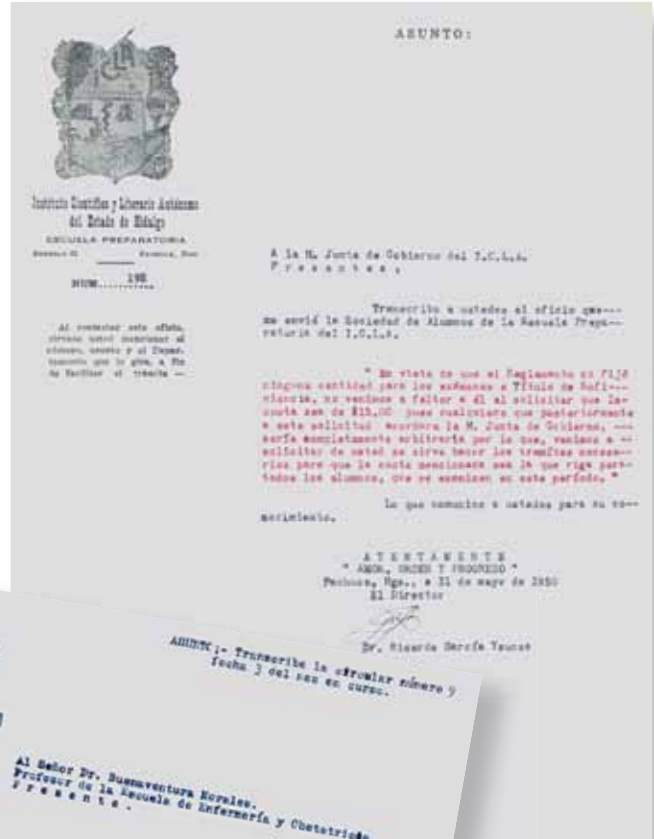 ASUNTO:
Instituto Científico y Literario Autónomo
del Estado de Hidalgo
ESCUELA PREPARATORIA
NUM. 198
Al contestar este oficio,
sírvase usted mencionar el
número, asunto y el Depar-
tamento que lo gira, a fin
de facilitar el trámite —
A la H. Junta de Gobierno del I.C.L.A.
P r e s e n t e s .
Transcribo a ustedes el oficio que---
me envió la Sociedad de Alumnos de la Escuela Prepa--
ratoria del I.C.L.A.
" En vista de que el Reglamento no fijó
ninguna cantidad para los exámenes a Título de Sufi---
ciencia, no venimos a faltar a él al solicitar que la-
cuota sea de $15.00 pues cualquiera que posteriormente
a esta solicitud acordara la H. Junta de Gobierno, ---
sería completamente arbitraria por lo que, venimos a --
solicitar de usted se sirva hacer los trámites necesa-
rios para que la cuota mencionada sea la que rija para-
todos los alumnos, que se examinen en este período. "
Lo que comunico a ustedes para su co---
nocimiento.
A T E N T A M E N T E
" AMOR, ORDEN Y PROGRESO "
Pachuca, Hgo., a 31 de mayo de 1950
El Director
Dr. Ricardo García
ASUNTO ;- Transcribe la circular número 9
fecha 3 del mes en curso.
Al Señor Dr. Buenaventura Morales.
Profesor de la Escuela de Enfermería y Obstetricia
P r e s e n t e .